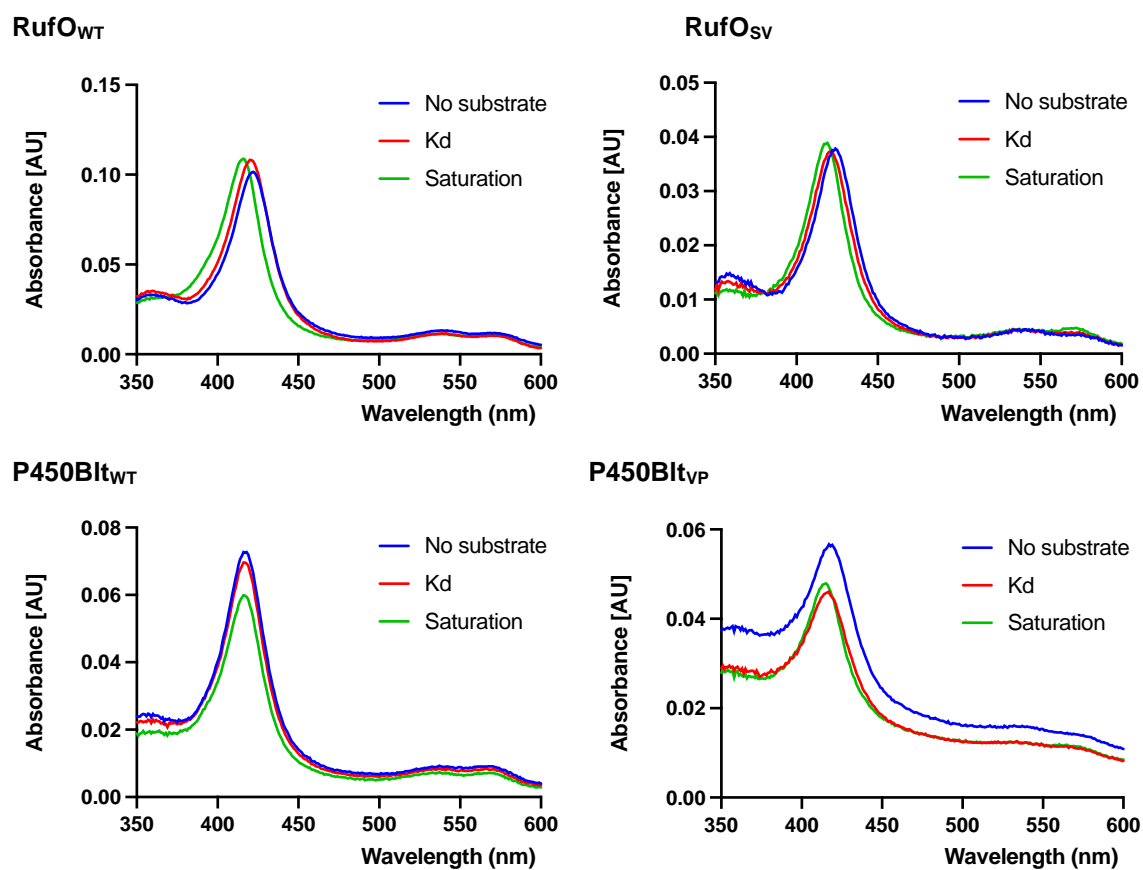 RufOWT
0.15
0.10
0.05
0.00
Absorbance [AU]
350 400 450 500 550 600
Wavelength (nm)
No substrate
Kd
Saturation
RufOSV
0.05
0.04
0.03
0.02
0.01
0.00
Absorbance [AU]
350 400 450 500 550 600
Wavelength (nm)
No substrate
Kd
Saturation
P450BltWT
0.08
0.06
0.04
0.02
0.00
Absorbance [AU]
350 400 450 500 550 600
Wavelength (nm)
No substrate
Kd
Saturation
P450BltVP
0.06
0.04
0.02
0.00
Absorbance [AU]
350 400 450 500 550 600
Wavelength (nm)
No substrate
Kd
Saturation